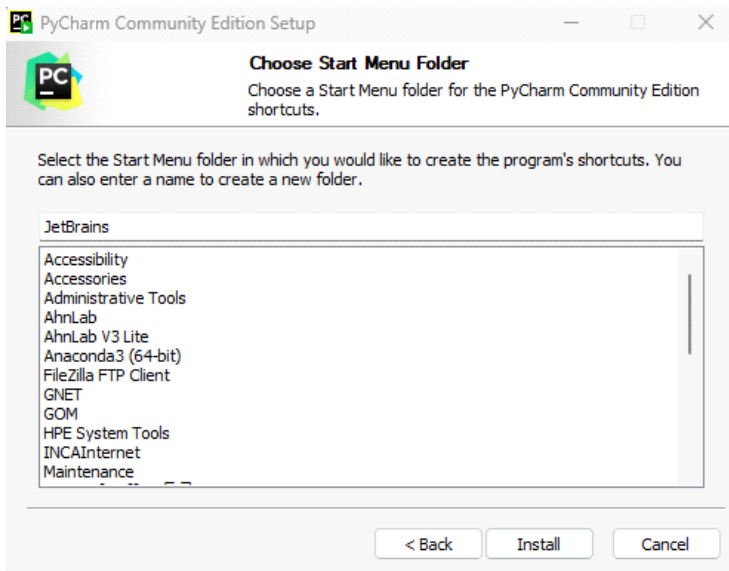 PC PyCharm Community Edition Setup
PC
Choose Start Menu Folder
Choose a Start Menu folder for the PyCharm Community Edition
shortcuts.
Select the Start Menu folder in which you would like to create the program's shortcuts. You
can also enter a name to create a new folder.
JetBrains
Accessibility
Accessories
Administrative Tools
AhnLab
AhnLab V3 Lite
Anaconda3 (64-bit)
FileZilla FTP Client
GNET
GOM
HPE System Tools
INCAInternet
Maintenance
< Back Install Cancel